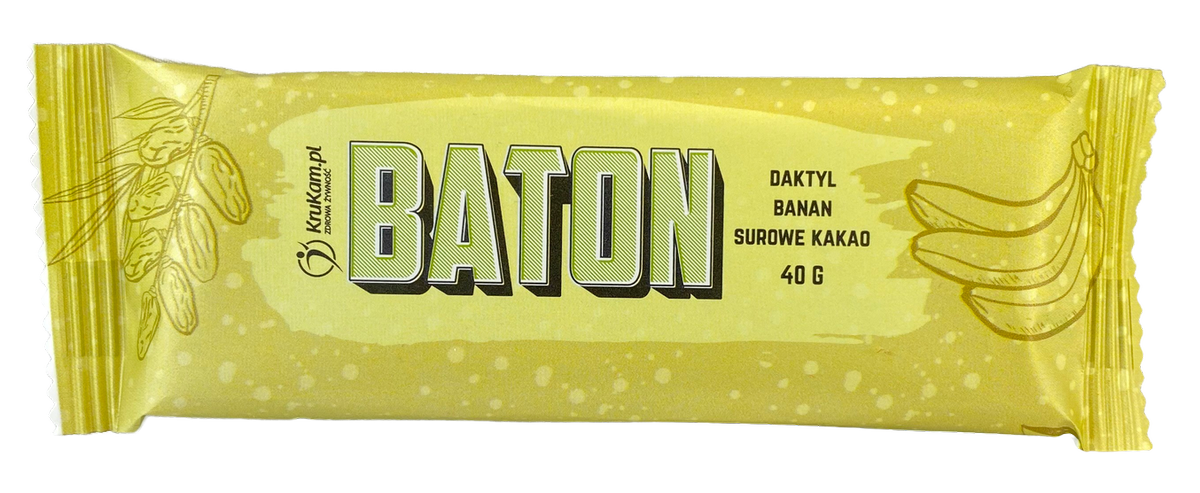 KruKam.pl
ZDROWA ŻYWNOŚĆ
BATON
DAKTYL
BANAN
SUROWE KAKAO
40 G